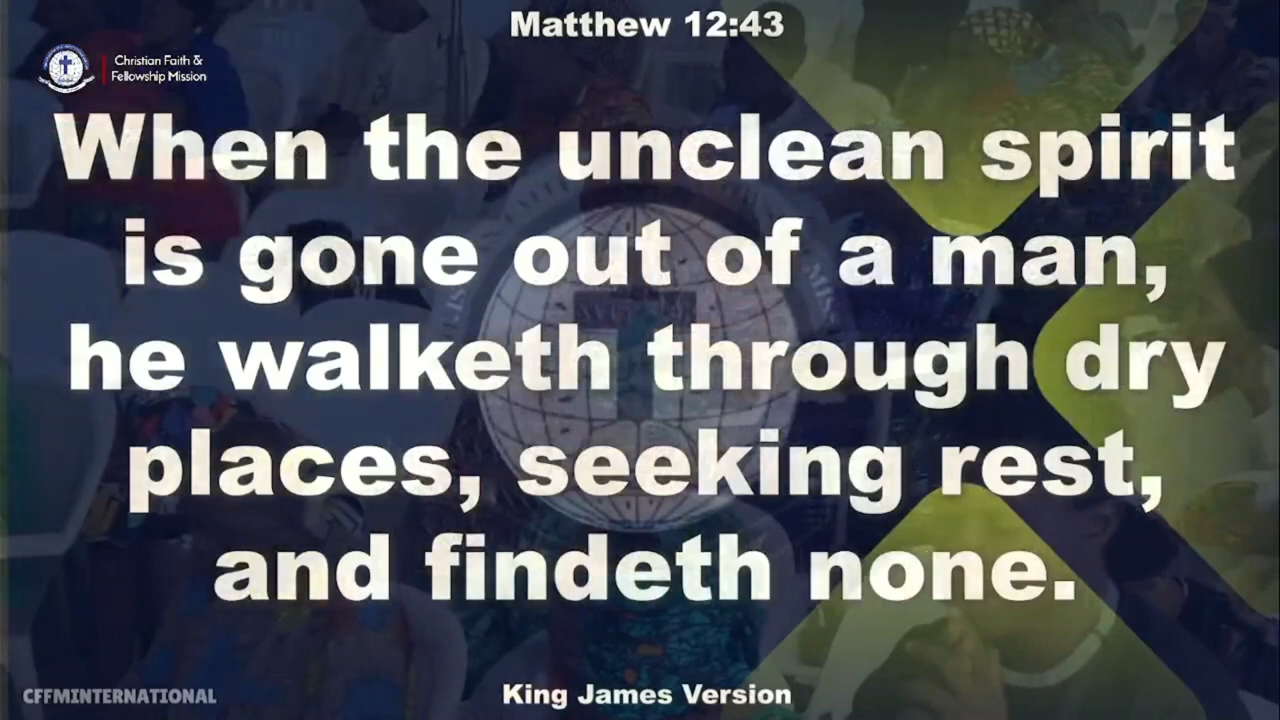 Matthew 12:43
Christian Faith &
Fellowship Mission
When the unclean spirit
is gone out of a man,
he walketh through dry
places, seeking rest,
and findeth none.
CFFMINTERNATIONAL
King James Version